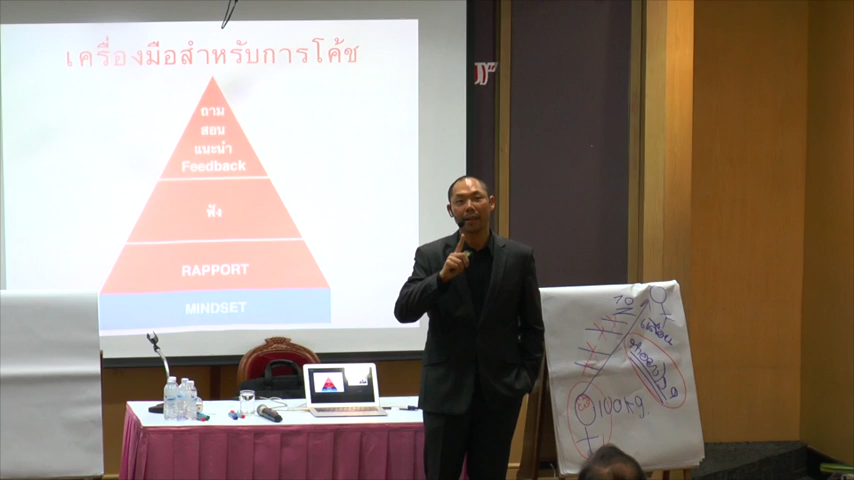 เครื่องมือสำหรับการโค้ช
ถาม
สอน
แนะนำ
Feedback
ฟัง
RAPPORT
MINDSET
70
100 kg.